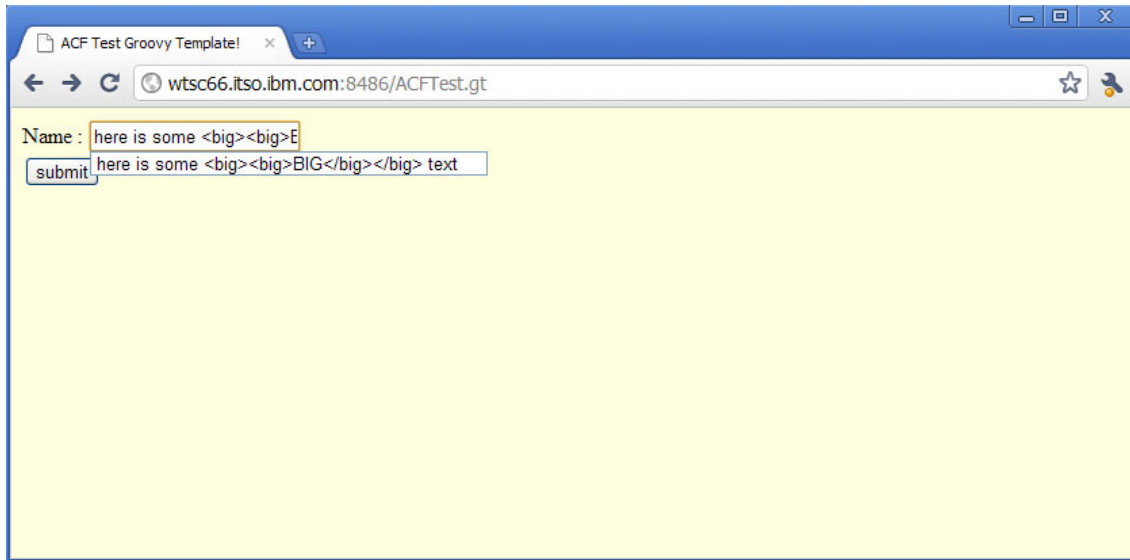 ACF Test Groovy Template!
wtsc66.itso.ibm.com:8486/ACFTest.gt
Name : here is some <big><big>E
here is some <big><big>BIG</big></big> text
submit